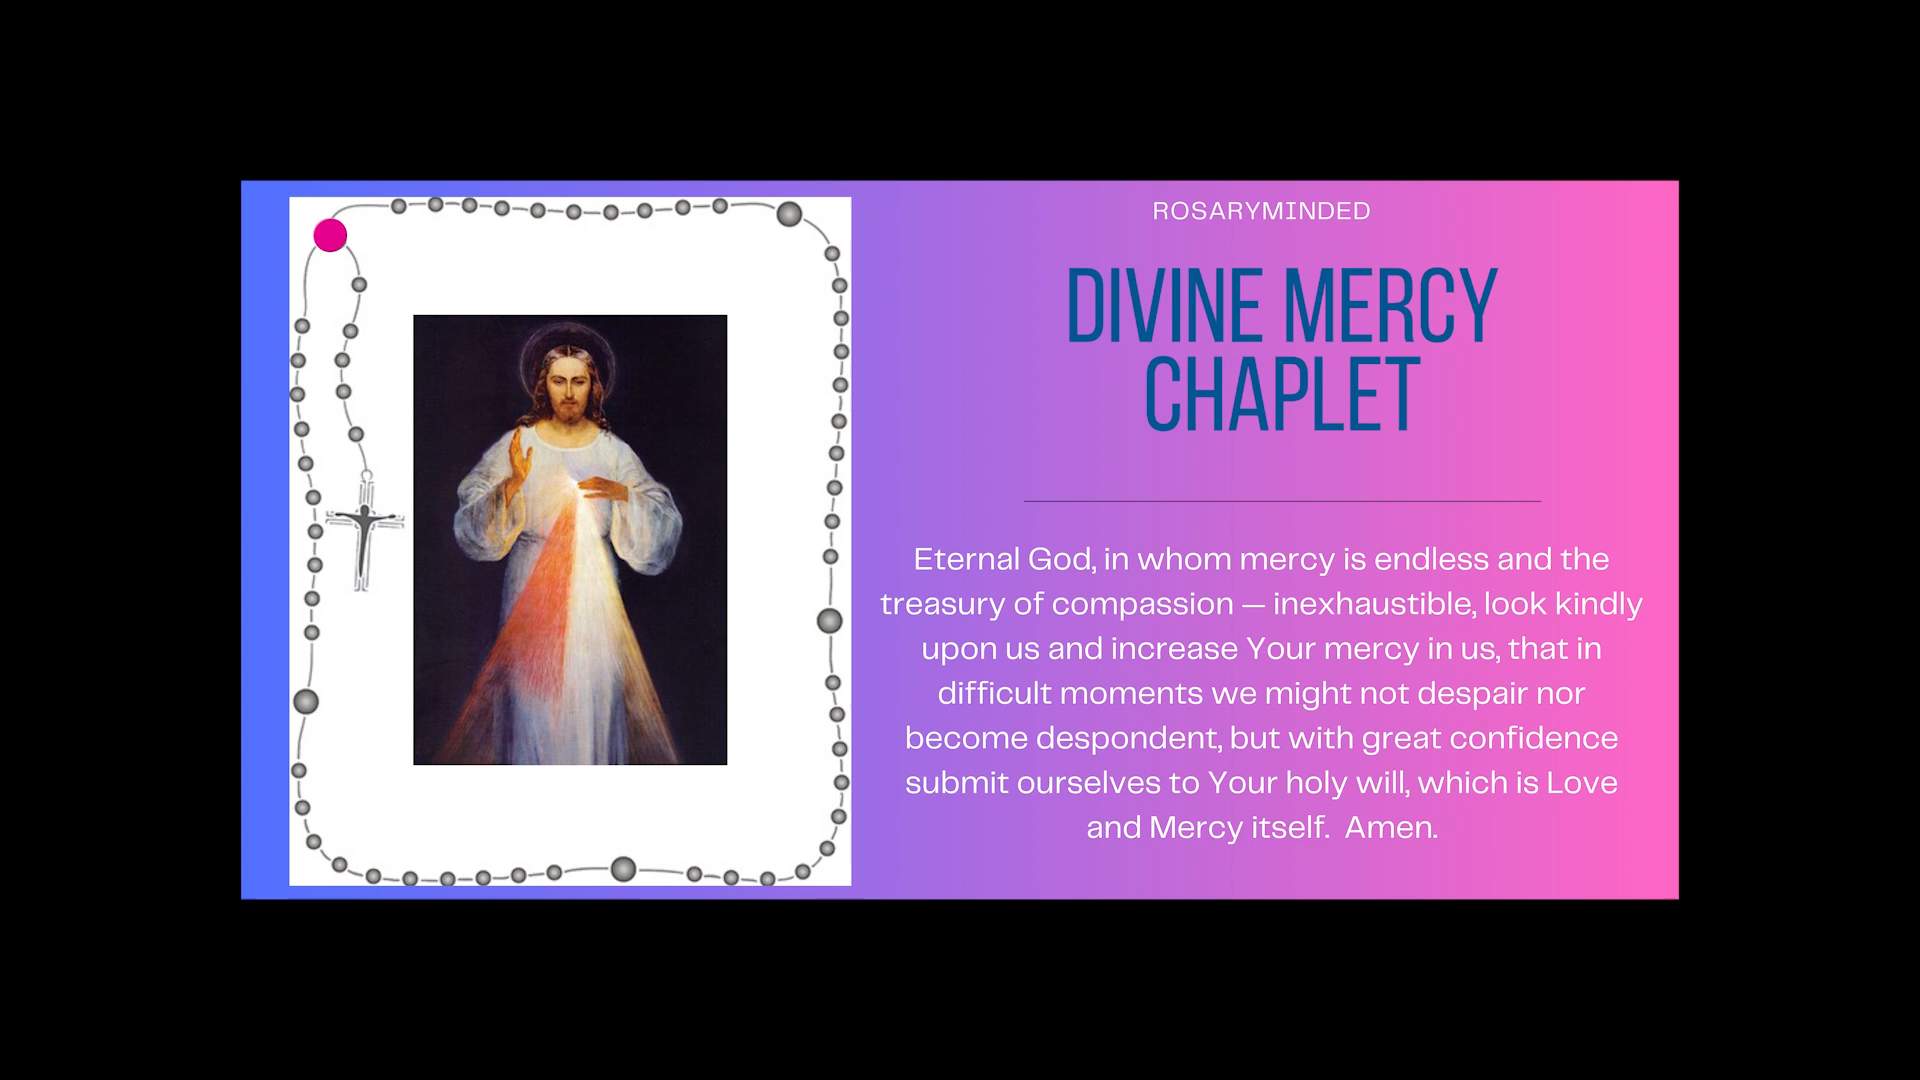 ROSARYMINDED
DIVINE MERCY
CHAPLET
Eternal God, in whom mercy is endless and the
treasury of compassion — inexhaustible, look kindly
upon us and increase Your mercy in us, that in
difficult moments we might not despair nor
become despondent, but with great confidence
submit ourselves to Your holy will, which is Love
and Mercy itself.  Amen.